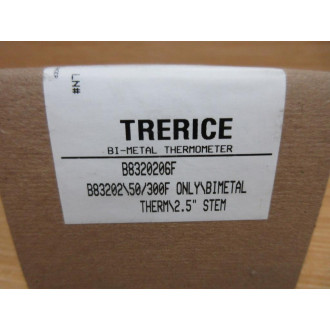 LN#
TRERICE
BI-METAL THERMOMETER
B8320206F
B83202\50/300F ONLY\BIMETAL
THERM\2.5" STEM